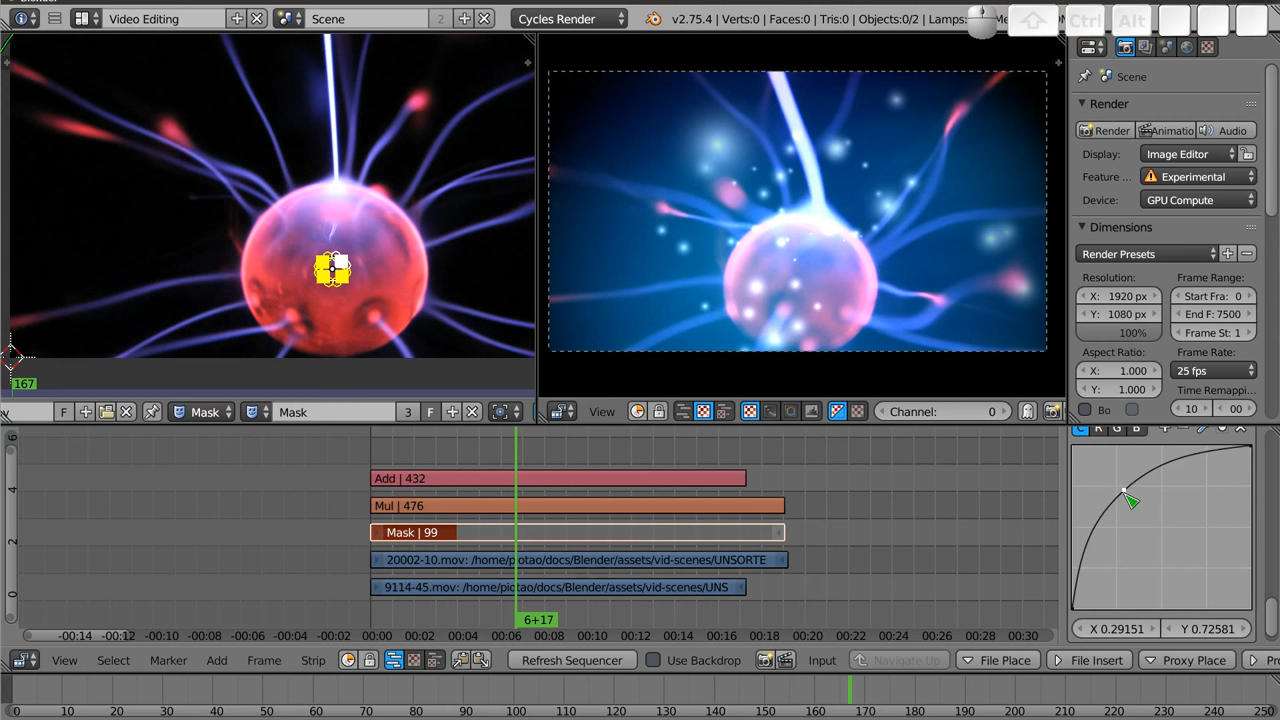 Video Editing
Scene
2
Cycles Render
v2.75.4 | Verts:0 | Faces:0 | Tris:0 | Objects:0/2 | Lamps:
Ctrl
Alt
Scene
Render
Render
Animatio
Audio
Display:
Image Editor
Feature ...
Experimental
Device:
GPU Compute
Dimensions
Render Presets
Resolution:
Frame Range:
X: 1920 px
Start Fra: 0
Y: 1080 px
End F: 7500
100%
Frame St: 1
Aspect Ratio:
Frame Rate:
X: 1.000
25 fps
Y: 1.000
Time Remappi...
Bo
10
00
167
F
Mask
Mask
3
F
View
Channel: 0
C R G B
6
4
2
0
Add | 432
Mul | 476
Mask | 99
20002-10.mov: /home/piotao/docs/Blender/assets/vid-scenes/UNSORTE
9114-45.mov: /home/piotao/docs/Blender/assets/vid-scenes/UNS
6+17
X 0.29151
Y 0.72581
-00:14 -00:12 -00:10 -00:08 -00:06 -00:04 -00:02 00:00 00:02 00:04 00:06 00:08 00:10 00:12 00:14 00:16 00:18 00:20 00:22 00:24 00:26 00:28 00:30
View Select Marker Add Frame Strip
Refresh Sequencer
Use Backdrop
Input
Navigate Up
File Place
File Insert
Proxy Place
0 10 20 30 40 50 60 70 80 90 100 110 120 130 140 150 160 170 180 190 200 210 220 230 240 250